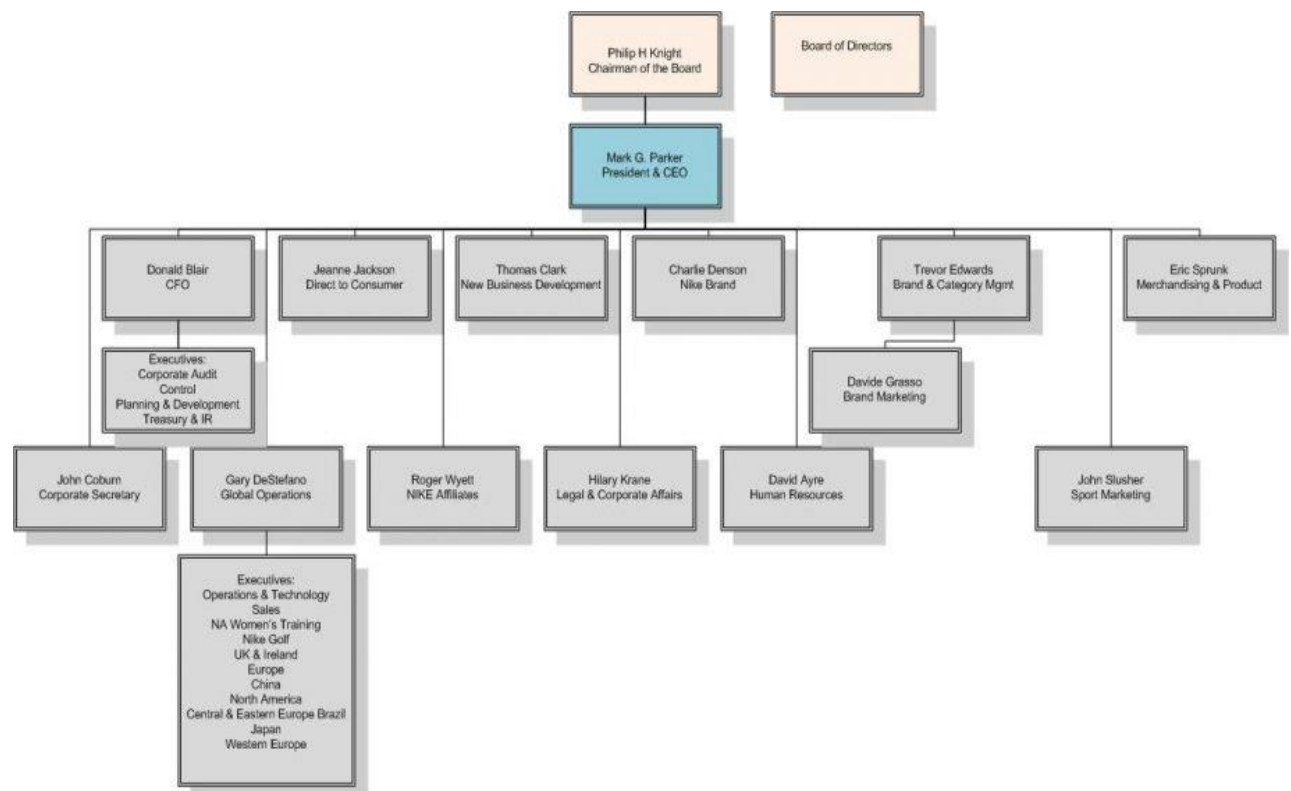 Philip H Knight
Chairman of the Board
Board of Directors
Mark G. Parker
President & CEO
Donald Blair
CFO
Jeanne Jackson
Direct to Consumer
Thomas Clark
New Business Development
Charlie Denson
Nike Brand
Trevor Edwards
Brand & Category Mgmt
Eric Sprunk
Merchandising & Product
Executives:
Corporate Audit
Control
Planning & Development
Treasury & IR
Davide Grasso
Brand Marketing
John Coburn
Corporate Secretary
Gary DeStefano
Global Operations
Roger Wyett
NIKE Affiliates
Hilary Krane
Legal & Corporate Affairs
David Ayre
Human Resources
John Slusher
Sport Marketing
Executives:
Operations & Technology
Sales
NA Women's Training
Nike Golf
UK & Ireland
Europe
China
North America
Central & Eastern Europe Brazil
Japan
Western Europe